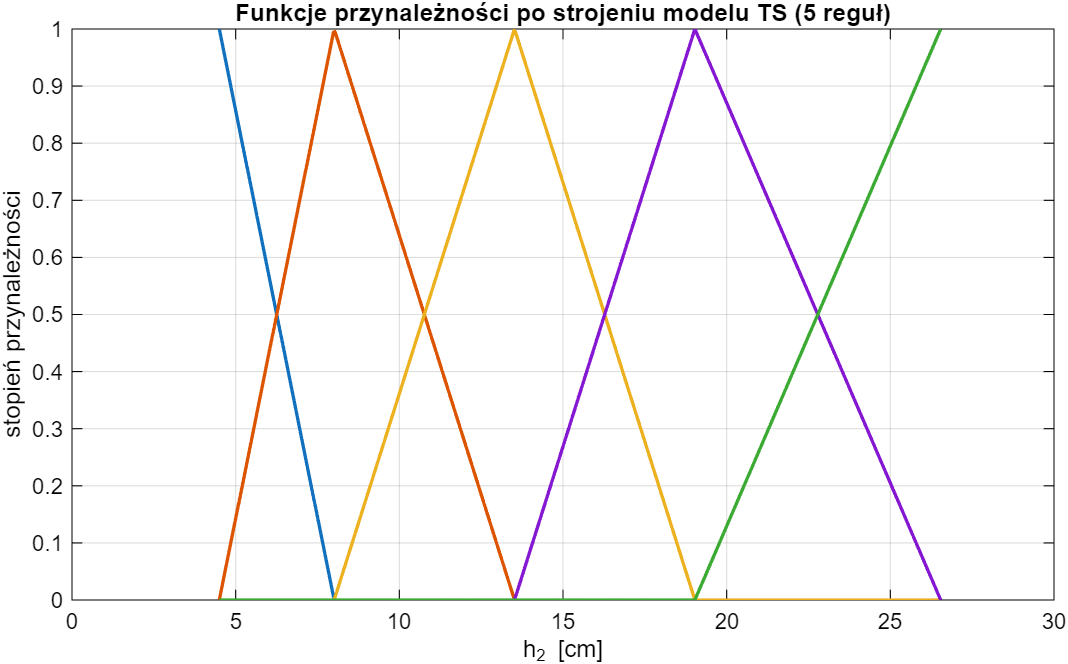 Funkcje przynależności po strojeniu modelu TS (5 reguł)
1
0.9
0.8
0.7
0.6
0.5
0.4
0.3
0.2
0.1
0
stopień przynależności
0 5 10 15 20 25 30
h₂ [cm]